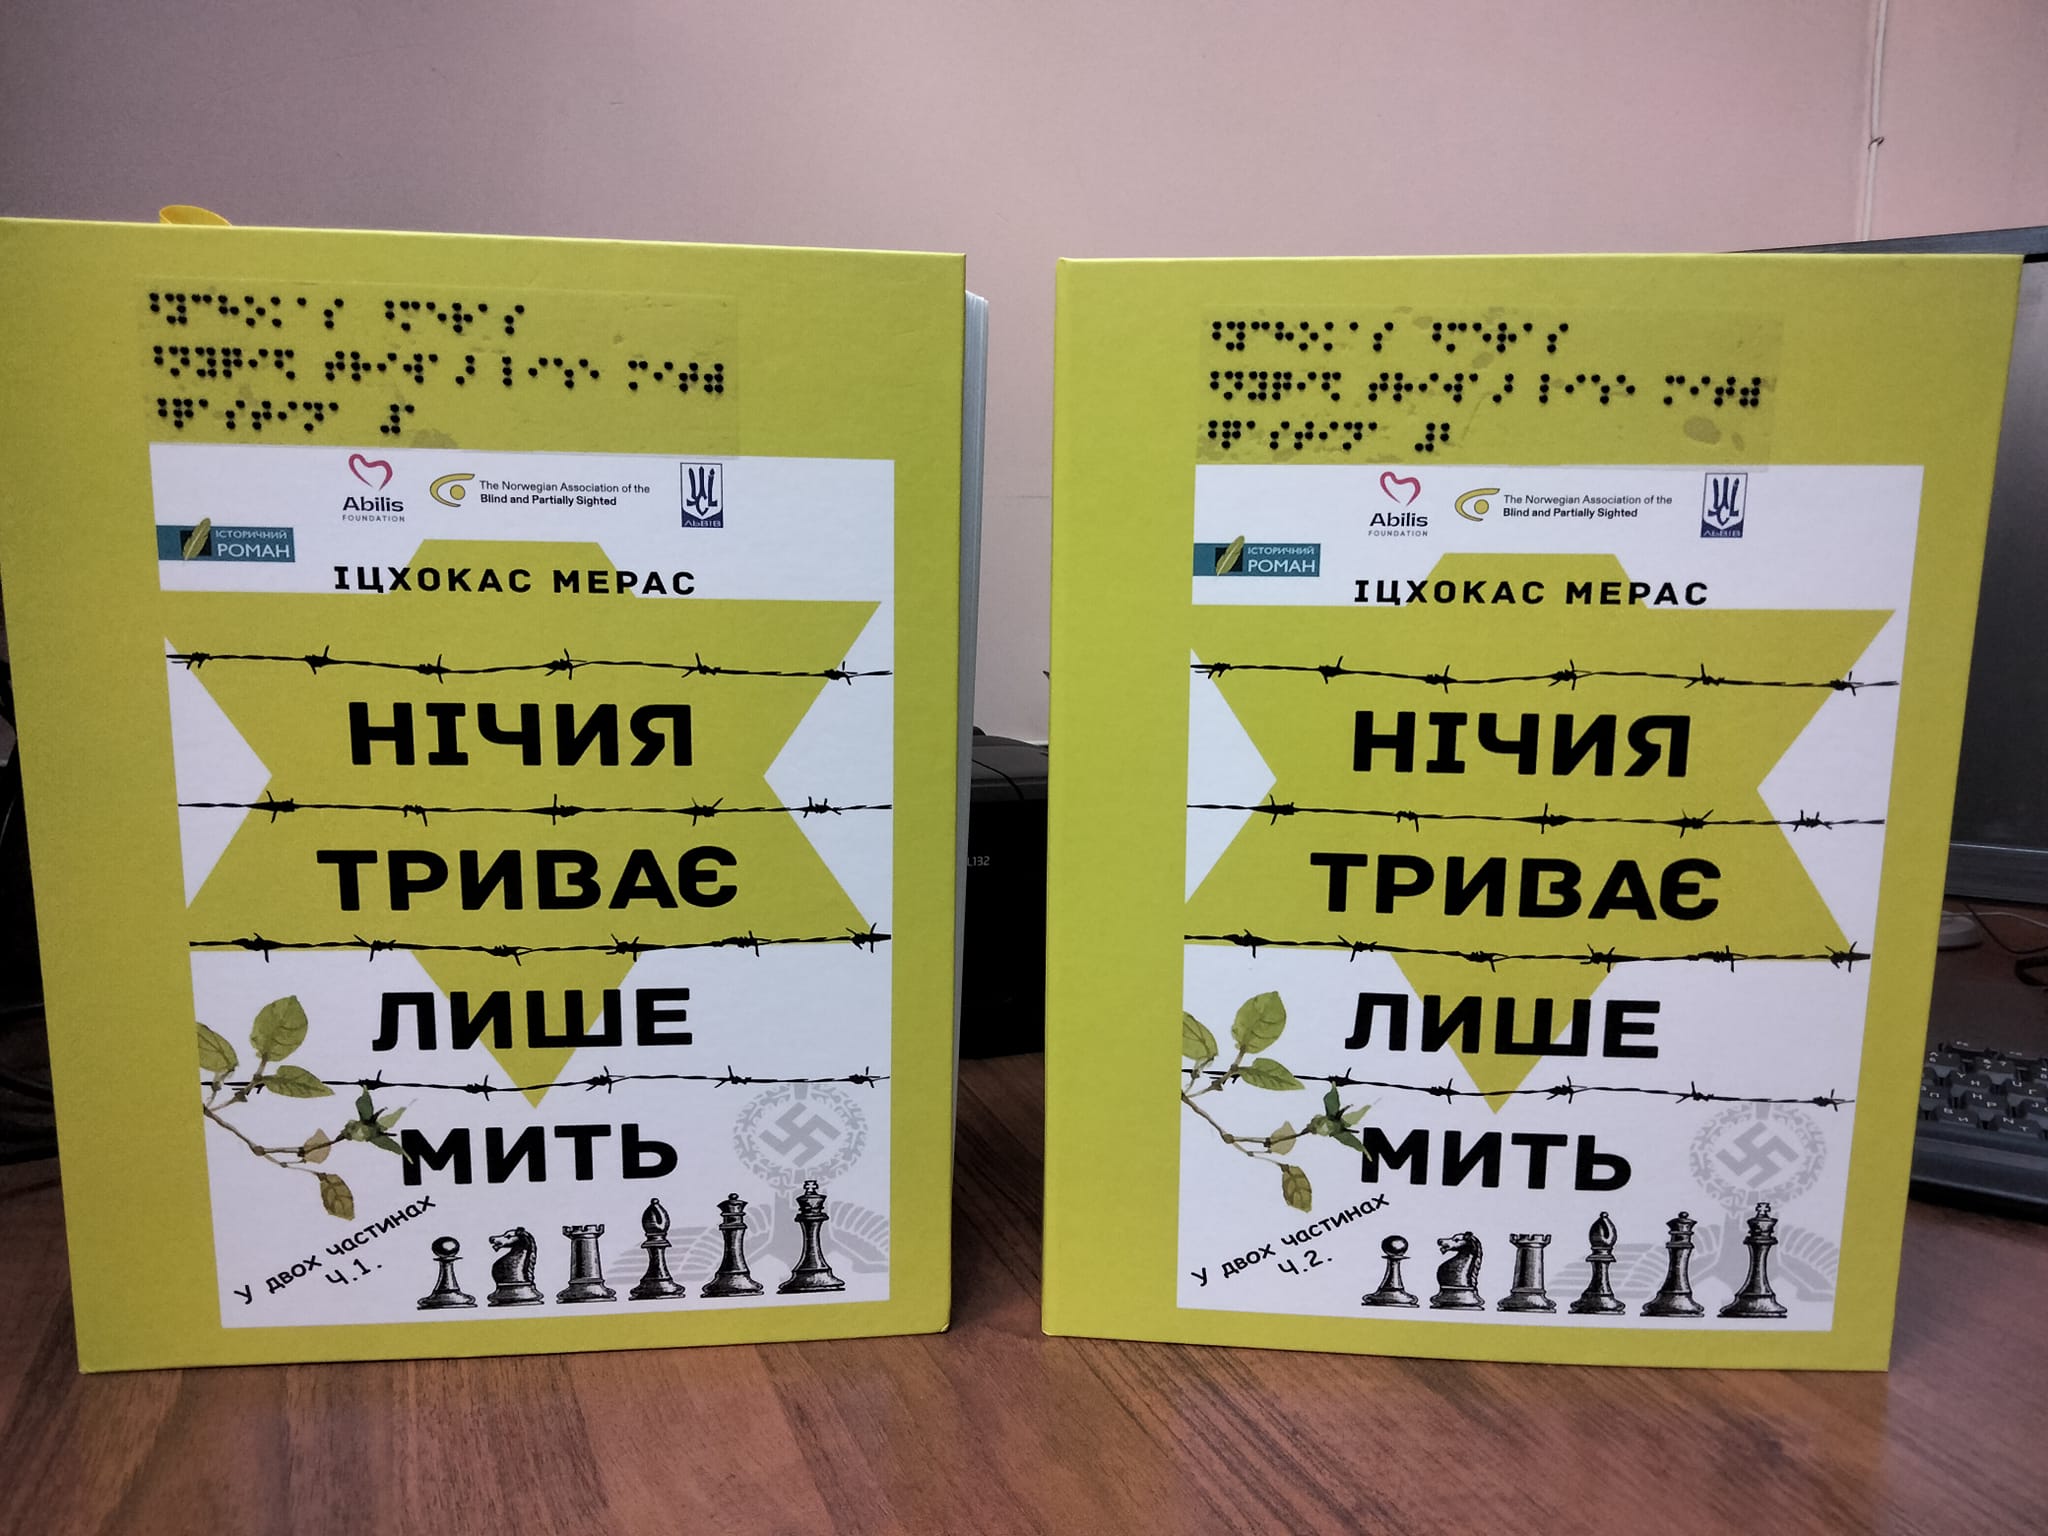 Abilis
FOUNDATION
The Norwegian Association of the
Blind and Partially Sighted
ЛЬВІВ
ІСТОРИЧНИЙ
РОМАН
ІЦХОКАС МЕРАС
НІЧИЯ
ТРИВАЄ
ЛИШЕ
МИТЬ
У двох частинах
Ч.1.
Abilis
FOUNDATION
The Norwegian Association of the
Blind and Partially Sighted
ЛЬВІВ
ІСТОРИЧНИЙ
РОМАН
ІЦХОКАС МЕРАС
НІЧИЯ
ТРИВАЄ
ЛИШЕ
МИТЬ
У двох частинах
Ч.2.